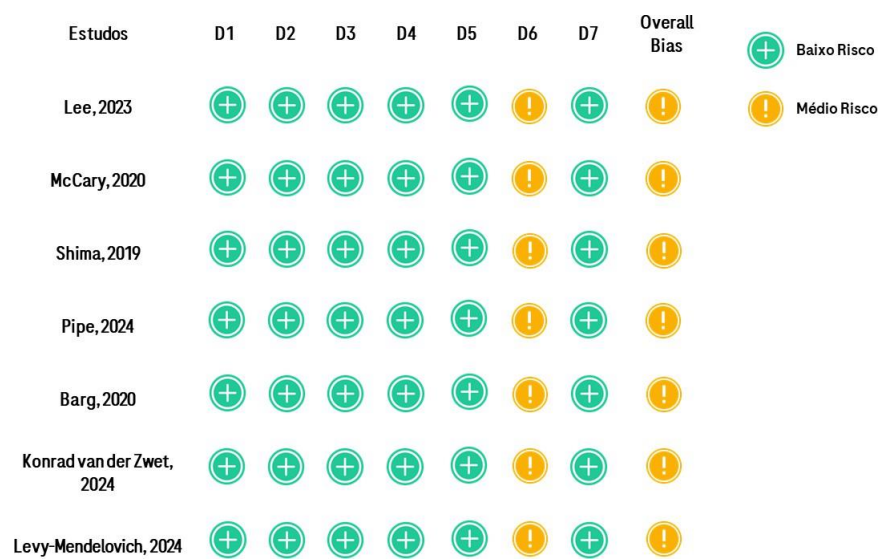 Estudos D1 D2 D3 D4 D5 D6 D7 Overall
Bias
Baixo Risco
Médio Risco
Lee, 2023
McCary, 2020
Shima, 2019
Pipe, 2024
Barg, 2020
Konrad van der Zwet,
2024
Levy-Mendelovich, 2024